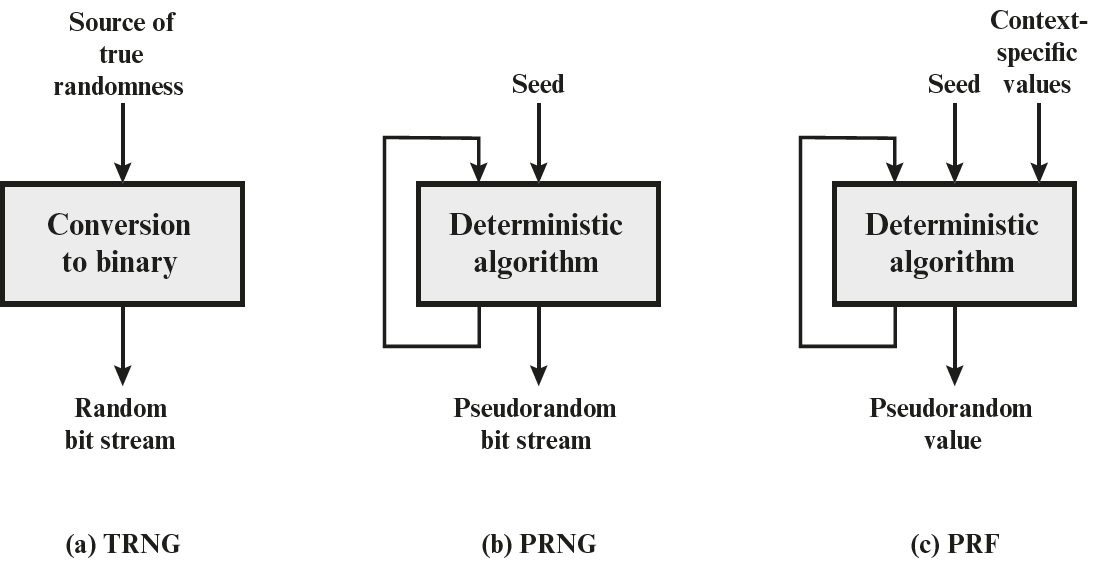 Source of
true
randomness
Conversion
to binary
Random
bit stream
(a) TRNG
Seed
Deterministic
algorithm
Pseudorandom
bit stream
(b) PRNG
Seed
Context-
specific
values
Deterministic
algorithm
Pseudorandom
value
(c) PRF